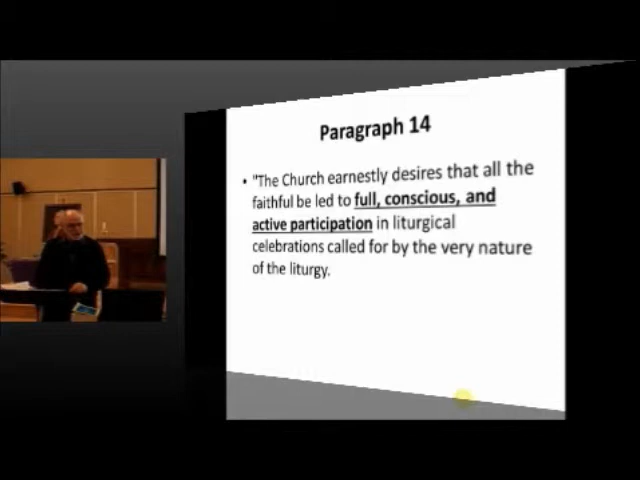 Paragraph 14
• "The Church earnestly desires that all the
faithful be led to full, conscious, and
active participation in liturgical
celebrations called for by the very nature
of the liturgy.